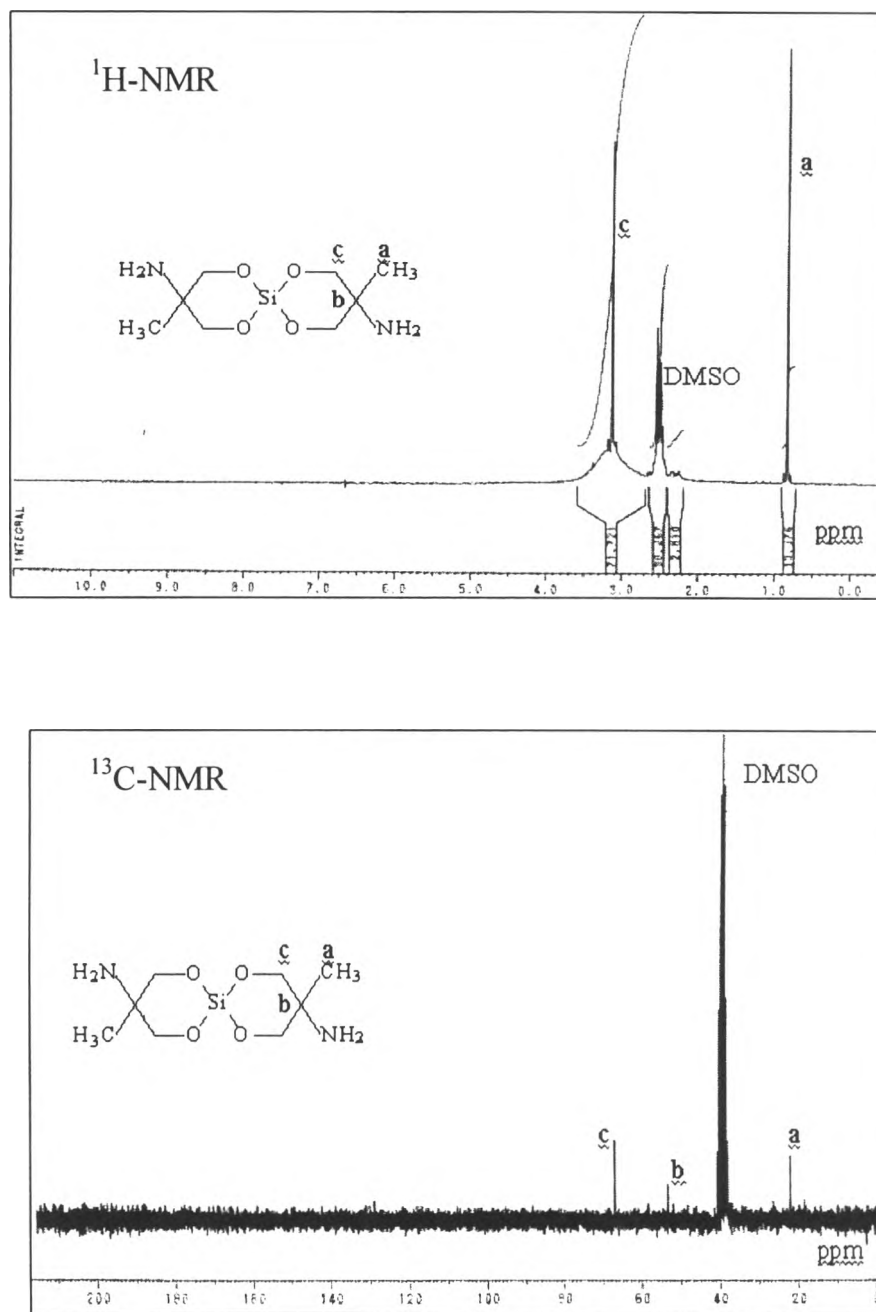 ¹H-NMR
a
c
c a
H₂N O O CH₃
Si b
H₃C O O NH₂
DMSO
ppm
INTEGRAL
10.0 9.0 8.0 7.0 6.0 5.0 4.0 3.0 2.0 1.0 0.0
¹³C-NMR
DMSO
c a
H₂N O O CH₃
Si b
H₃C O O NH₂
c
b
a
ppm
200 180 160 140 120 100 80 60 40 20